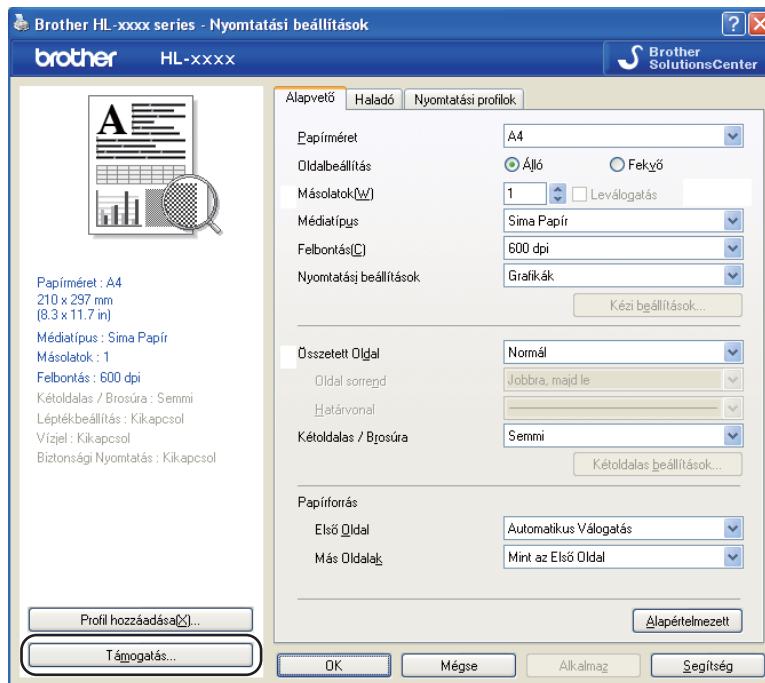 Brother HL-xxxx series - Nyomtatási beállítások
brother HL-xxxx
Brother
SolutionsCenter
A
Papírméret : A4
210 x 297 mm
(8.3 x 11.7 in)
Médiatípus : Sima Papír
Másolatok : 1
Felbontás : 600 dpi
Kétoldalas / Brosúra : Semmi
Léptékbeállítás : Kikapcsol
Vízjel : Kikapcsol
Biztonsági Nyomtatás : Kikapcsol
Profil hozzáadása(X)...
Támogatás...
Alapvető Haladó Nyomtatási profilok
Papírméret A4
Oldalbeállítás Álló Fekvő
Másolatok(W) 1 Leválogatás
Médiatípus Sima Papír
Felbontás(C) 600 dpi
Nyomtatási beállítások Grafikák
Kézi beállítások...
Összetett Oldal Normál
Oldal sorrend Jobbra, majd le
Határvonal
Kétoldalas / Brosúra Semmi
Kétoldalas beállítások...
Papírforrás
Első Oldal Automatikus Válogatás
Más Oldalak Mint az Első Oldal
Alapértelmezett
OK Mégse Alkalmaz Segítség